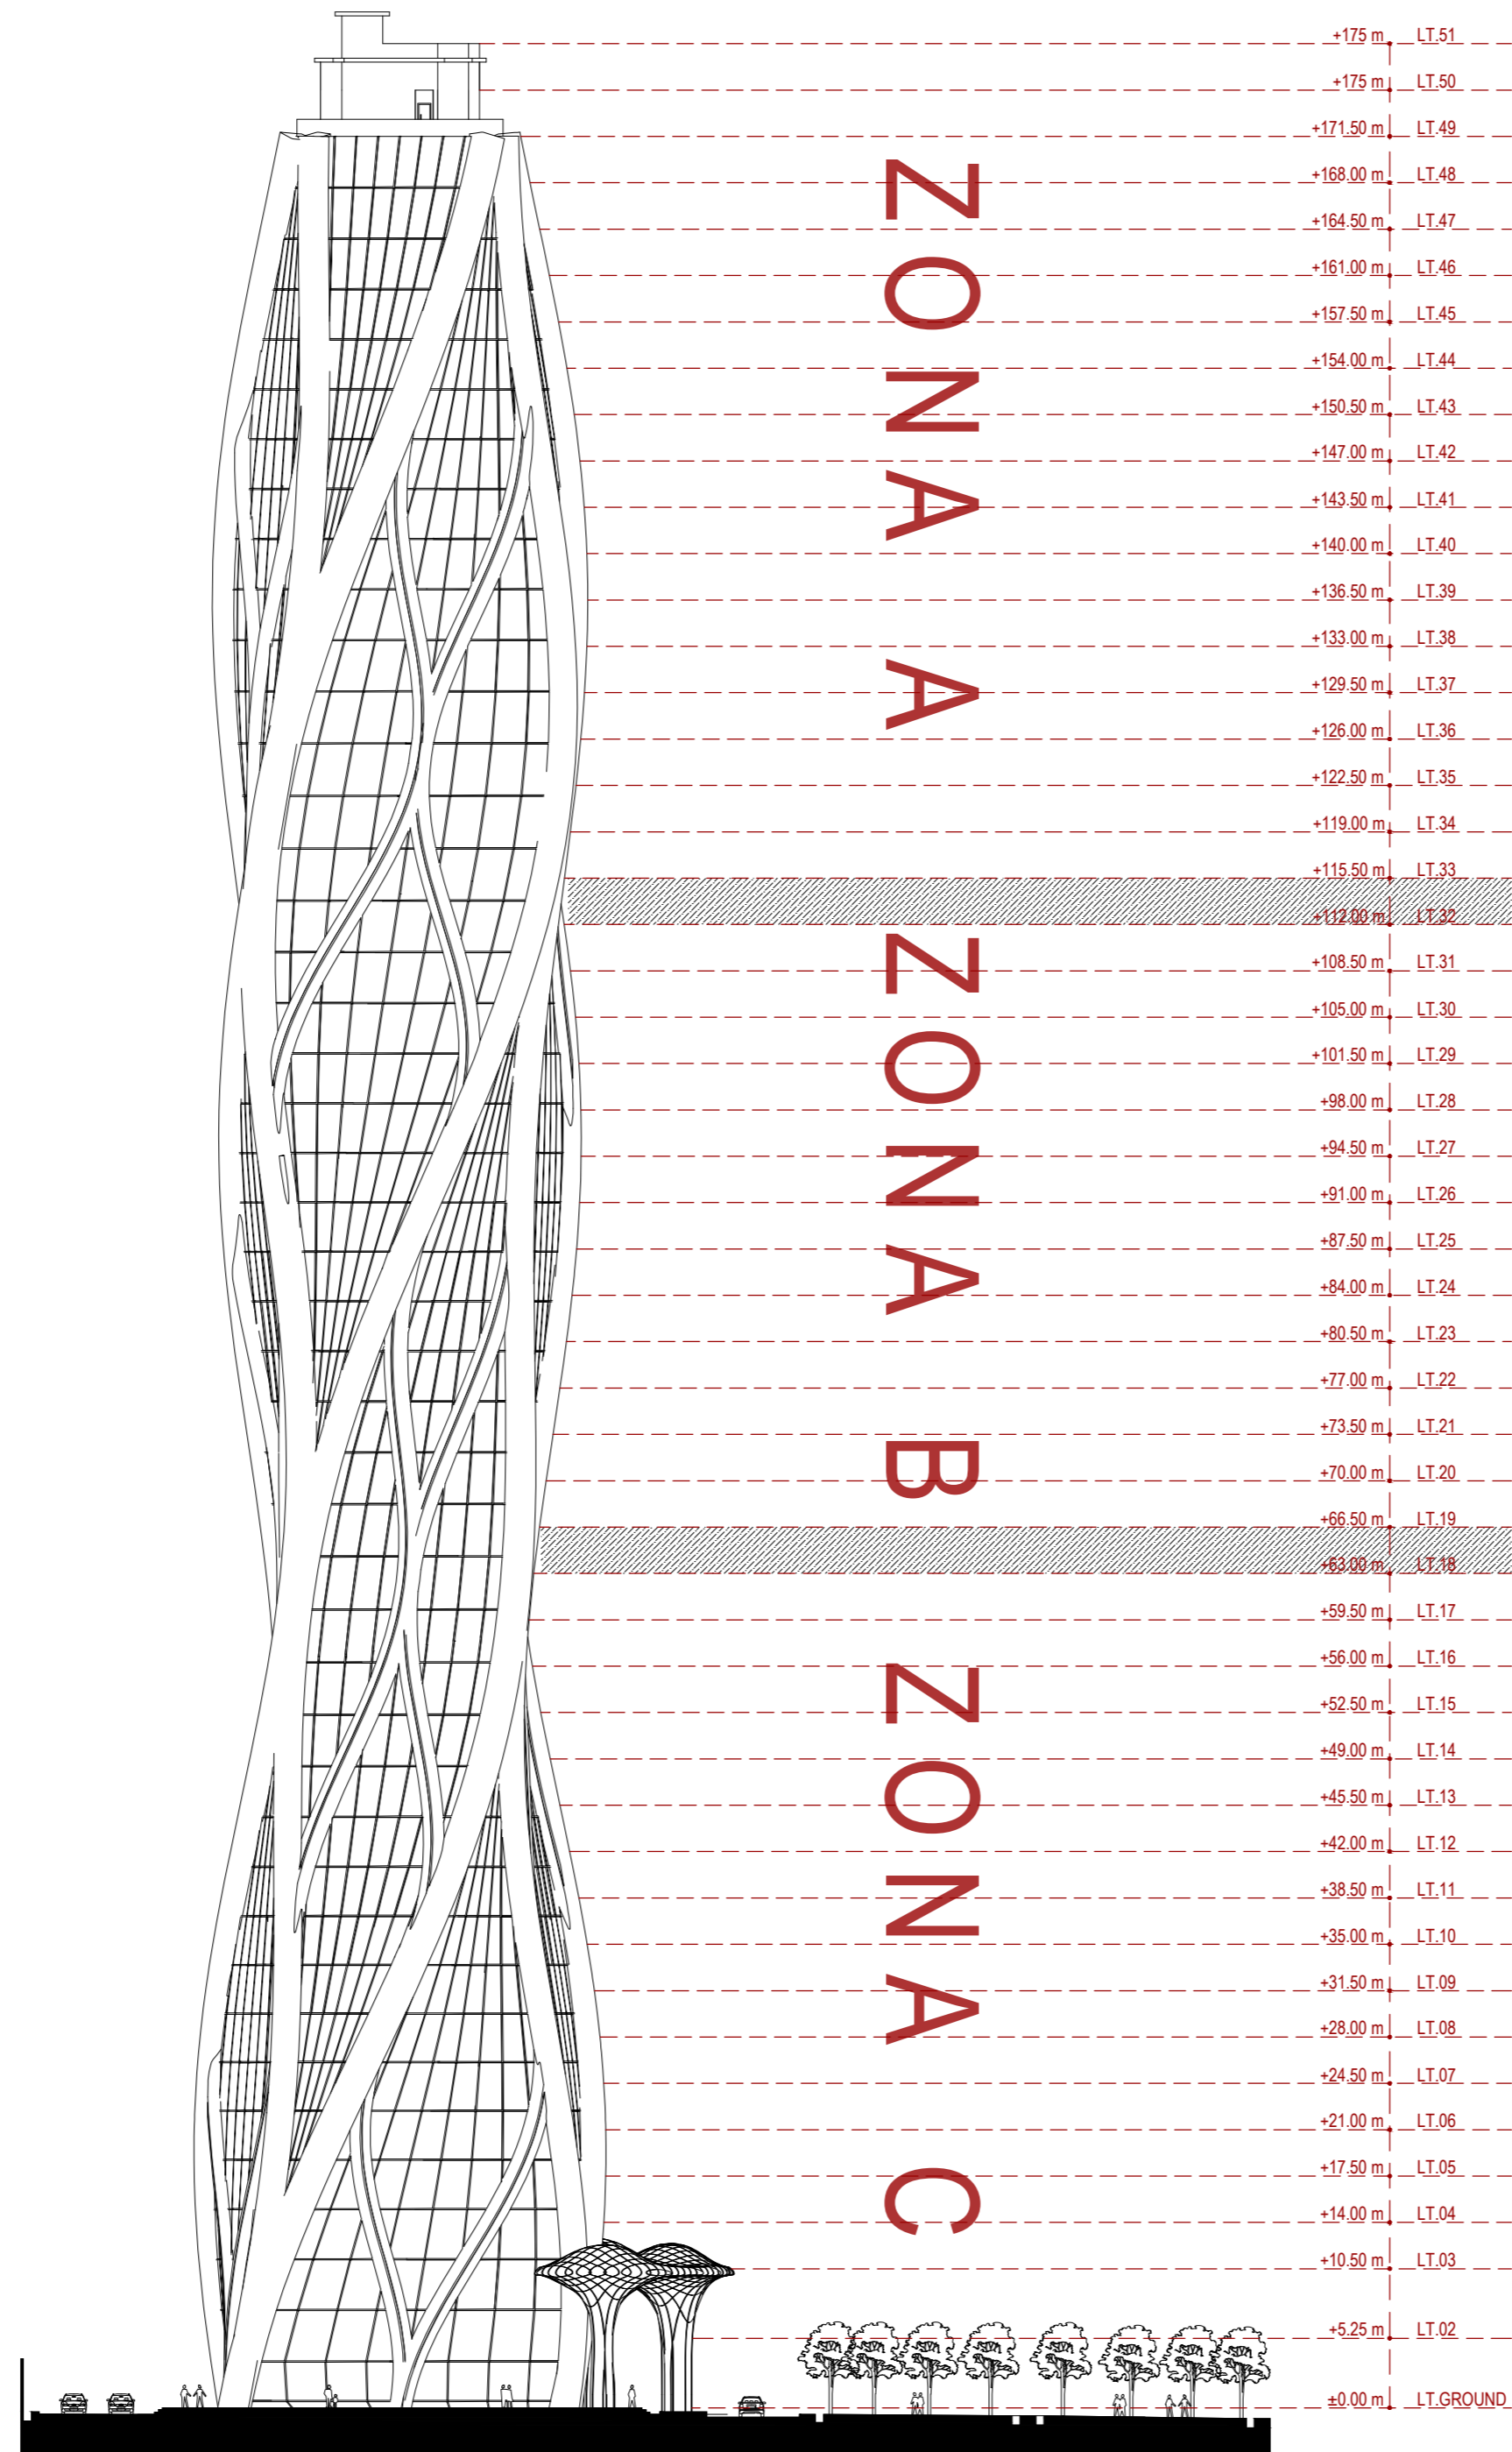 +175 m LT.51
+175 m LT.50
+171.50 m LT.49
+168.00 m LT.48
+164.50 m LT.47
+161.00 m LT.46
+157.50 m LT.45
+154.00 m LT.44
+150.50 m LT.43
+147.00 m LT.42
+143.50 m LT.41
+140.00 m LT.40
+136.50 m LT.39
+133.00 m LT.38
+129.50 m LT.37
+126.00 m LT.36
+122.50 m LT.35
+119.00 m LT.34
+115.50 m LT.33
+112.00 m LT.32
+108.50 m LT.31
+105.00 m LT.30
+101.50 m LT.29
+98.00 m LT.28
+94.50 m LT.27
+91.00 m LT.26
+87.50 m LT.25
+84.00 m LT.24
+80.50 m LT.23
+77.00 m LT.22
+73.50 m LT.21
+70.00 m LT.20
+66.50 m LT.19
+63.00 m LT.18
+59.50 m LT.17
+56.00 m LT.16
+52.50 m LT.15
+49.00 m LT.14
+45.50 m LT.13
+42.00 m LT.12
+38.50 m LT.11
+35.00 m LT.10
+31.50 m LT.09
+28.00 m LT.08
+24.50 m LT.07
+21.00 m LT.06
+17.50 m LT.05
+14.00 m LT.04
+10.50 m LT.03
+5.25 m LT.02
±0.00 m LT.GROUND
ZONA A
ZONA B
ZONA C